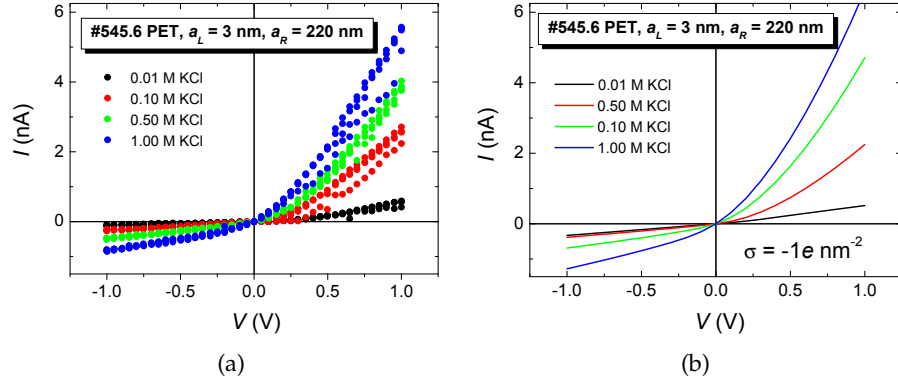 #545.6 PET, a_L = 3 nm, a_R = 220 nm
0.01 M KCl
0.10 M KCl
0.50 M KCl
1.00 M KCl
6
4
2
0
I (nA)
-1.0 -0.5 0.0 0.5 1.0
V (V)
(a)
#545.6 PET, a_L = 3 nm, a_R = 220 nm
0.01 M KCl
0.50 M KCl
0.10 M KCl
1.00 M KCl
6
4
2
0
I (nA)
σ = -1e nm⁻²
-1.0 -0.5 0.0 0.5 1.0
V (V)
(b)